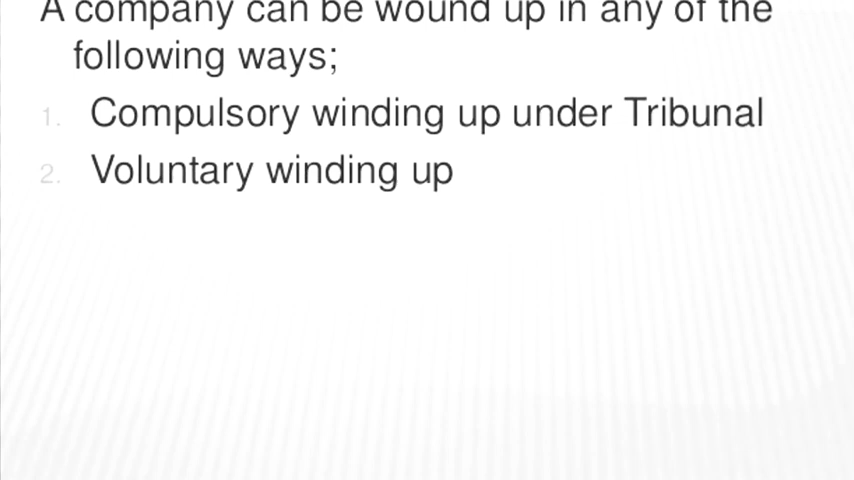 A company can be wound up in any of the
following ways;
1. Compulsory winding up under Tribunal
2. Voluntary winding up